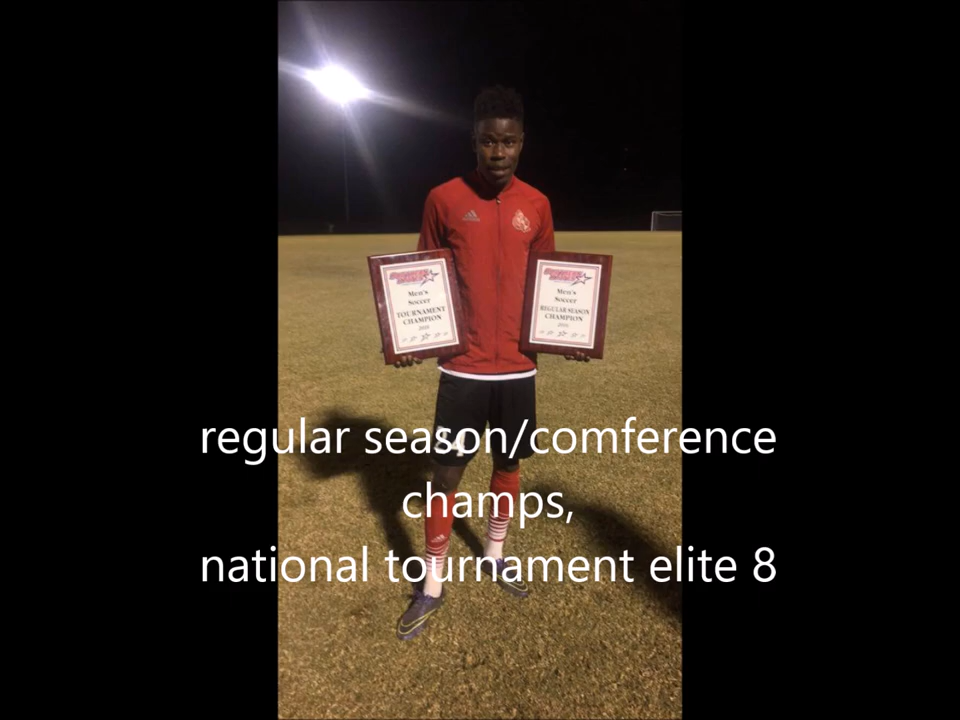 Men's
Soccer
TOURNAMENT
CHAMPION
Men's
Soccer
REGULAR SEASON
CHAMPION
regular season/comference
champs,
national tournament elite 8